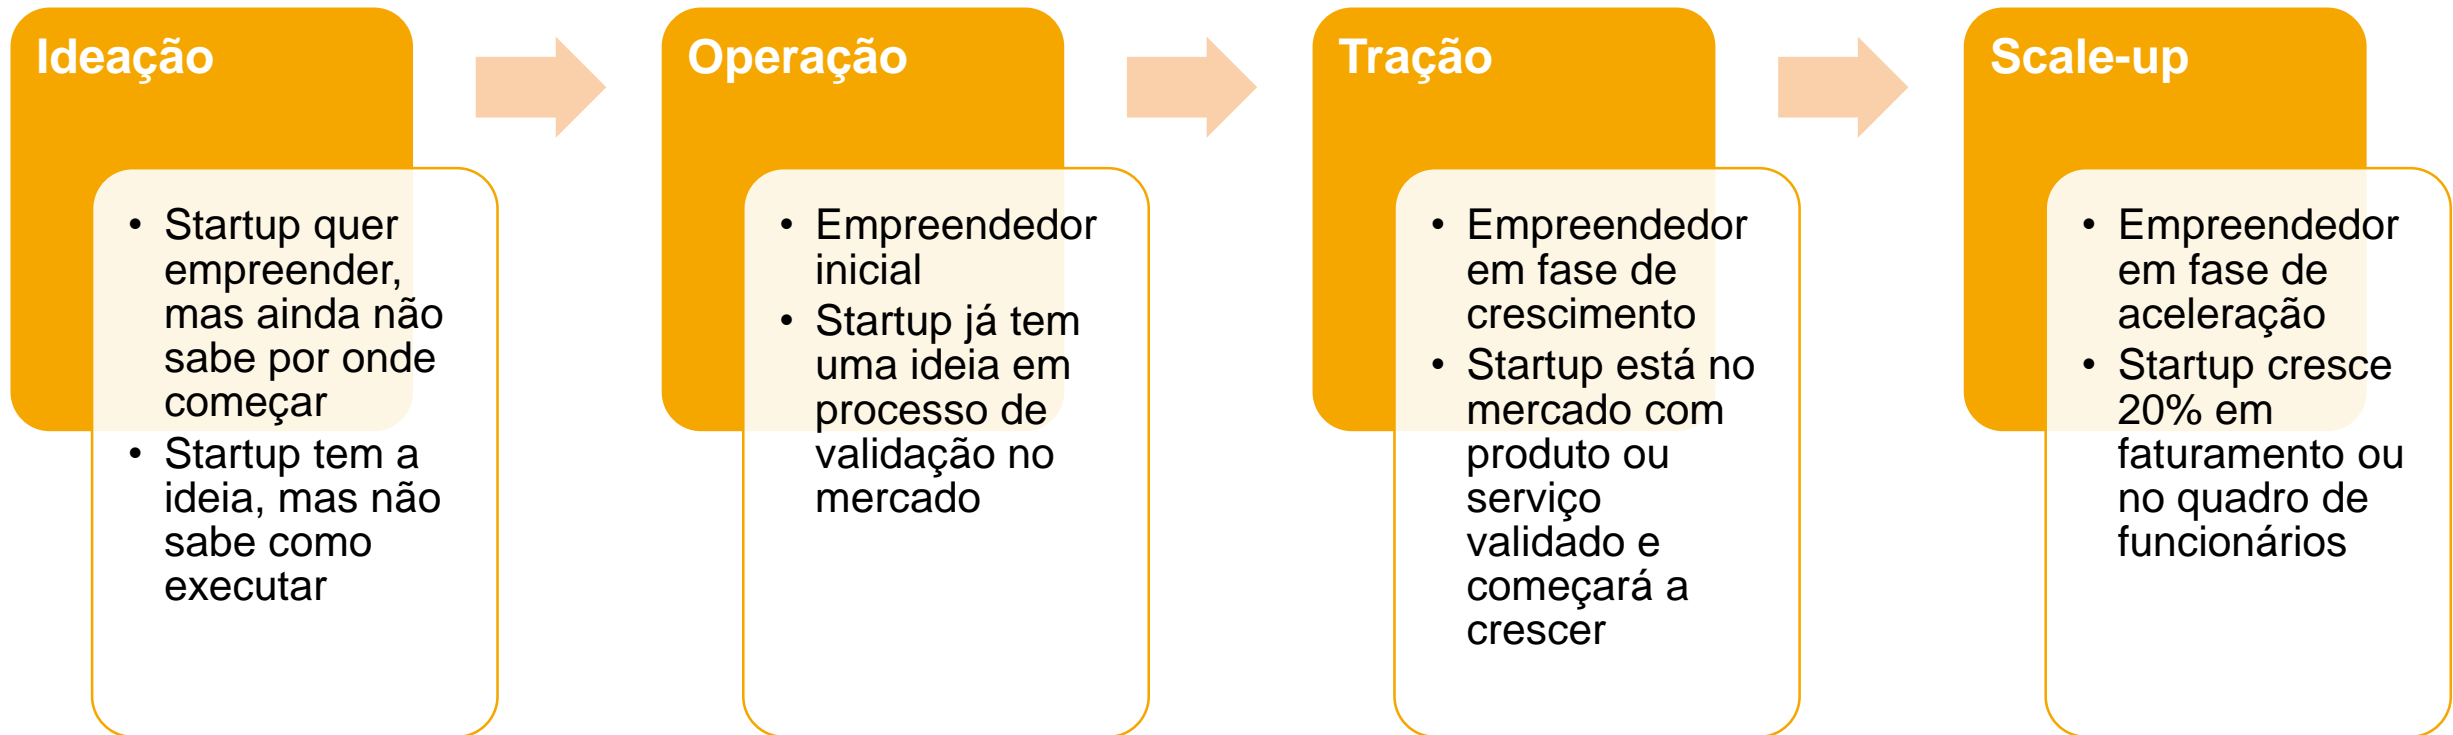 Ideação
• Startup quer
empreender,
mas ainda não
sabe por onde
começar
• Startup tem a
ideia, mas não
sabe como
executar
Operação
• Empreendedor
inicial
• Startup já tem
uma ideia em
processo de
validação no
mercado
Tração
• Empreendedor
em fase de
crescimento
• Startup está no
mercado com
produto ou
serviço
validado e
começará a
crescer
Scale-up
• Empreendedor
em fase de
aceleração
• Startup cresce
20% em
faturamento ou
no quadro de
funcionários